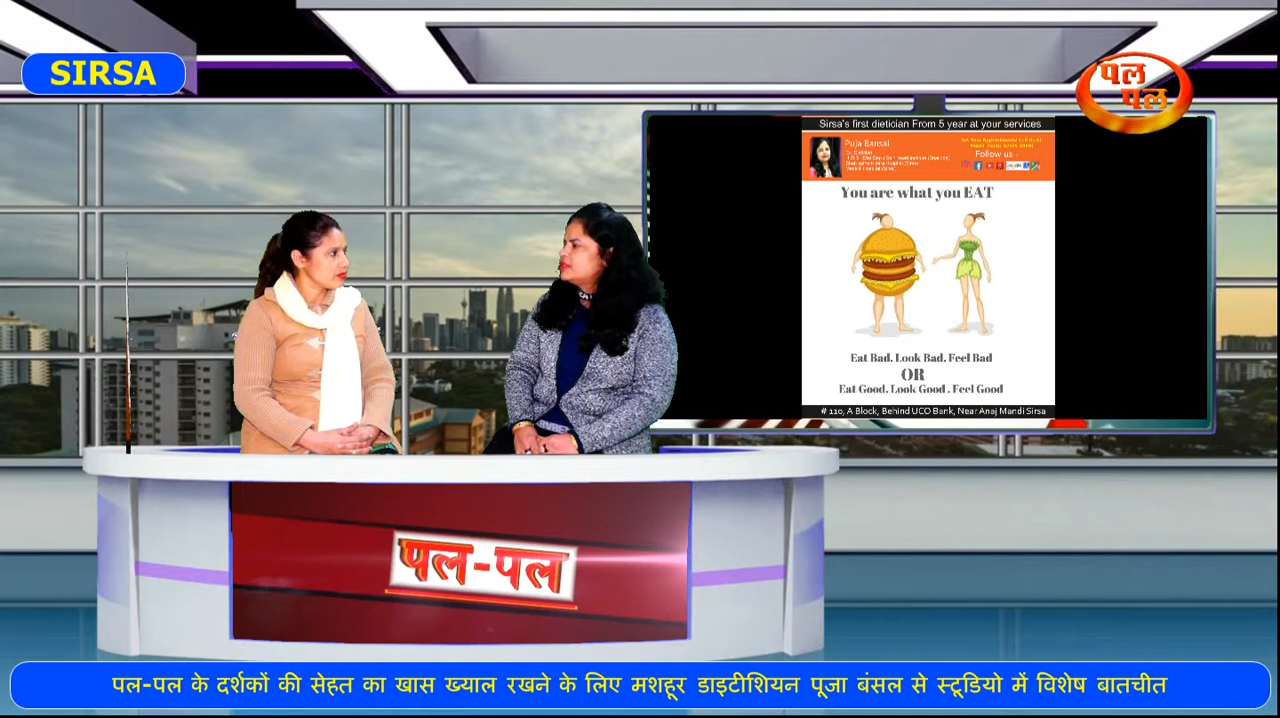 SIRSA
पल
पल
Sirsa's first dietician From 5 year at your services
Puja Bansal
Follow us -
You are what you EAT
Eat Bad. Look Bad. Feel Bad
OR
Eat Good. Look Good . Feel Good
# 110, A Block, Behind UCO Bank, Near Anaj Mandi Sirsa
पल-पल
पल-पल के दर्शकों की सेहत का खास ख्याल रखने के लिए मशहूर डाइटीशियन पूजा बंसल से स्टूडियो में विशेष बातचीत